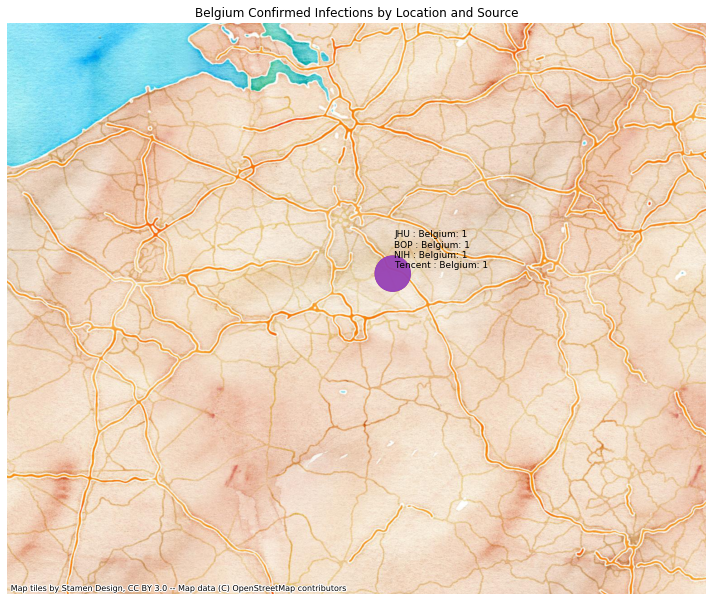 Belgium Confirmed Infections by Location and Source
JHU : Belgium: 1
BOP : Belgium: 1
NIH : Belgium: 1
Tencent : Belgium: 1
Map tiles by Stamen Design, CC BY 3.0 -- Map data (C) OpenStreetMap contributors